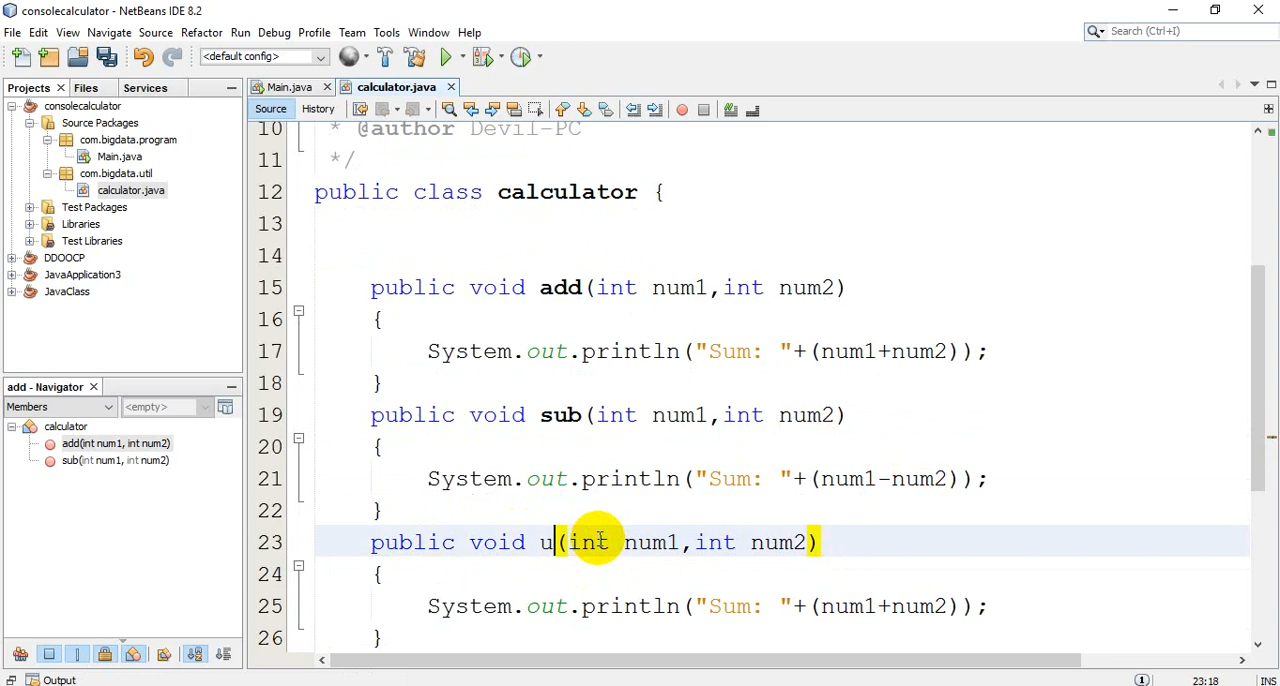 consolecalculator - NetBeans IDE 8.2
File Edit View Navigate Source Refactor Run Debug Profile Team Tools Window Help
Search (Ctrl+I)
<default config>
Projects Files Services
Main.java calculator.java
consolecalculator
Source Packages
com.bigdata.program
Main.java
com.bigdata.util
calculator.java
Test Packages
Libraries
Test Libraries
DDOOCP
JavaApplication3
JavaClass
add - Navigator
Members <empty>
calculator
add(int num1, int num2)
sub(int num1, int num2)
Source History
10 * @author Devil-PC
11 */
12 public class calculator {
13
14
15 public void add(int num1,int num2)
16 {
17 System.out.println("Sum: "+(num1+num2));
18 }
19 public void sub(int num1,int num2)
20 {
21 System.out.println("Sum: "+(num1-num2));
22 }
23 public void u(int num1,int num2)
24 {
25 System.out.println("Sum: "+(num1+num2));
26 }
Output
1 23:18 INS